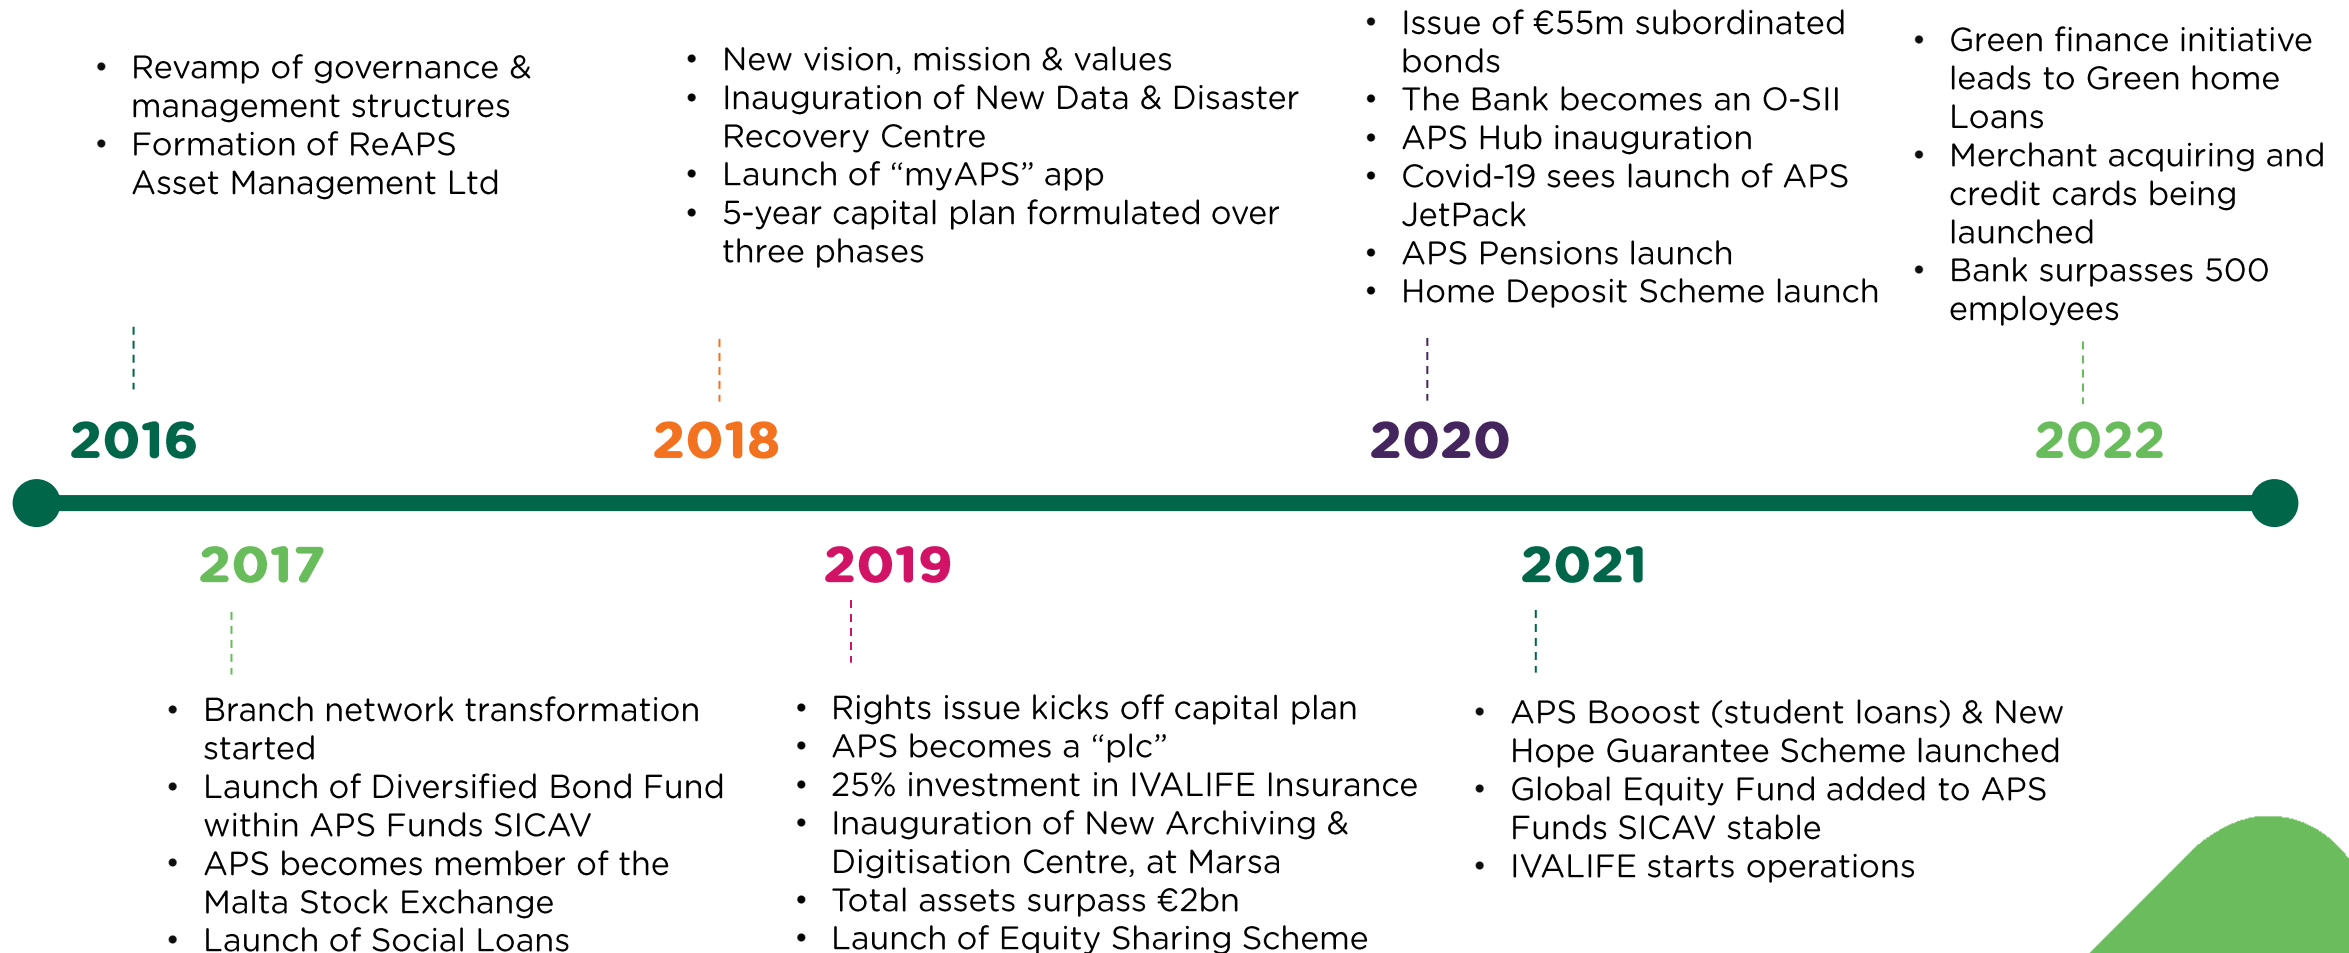 • Revamp of governance &
management structures
• Formation of ReAPS
Asset Management Ltd
2016
• New vision, mission & values
• Inauguration of New Data & Disaster
Recovery Centre
• Launch of “myAPS” app
• 5-year capital plan formulated over
three phases
2018
• Issue of €55m subordinated
bonds
• The Bank becomes an O-SII
• APS Hub inauguration
• Covid-19 sees launch of APS
JetPack
• APS Pensions launch
• Home Deposit Scheme launch
2020
• Green finance initiative
leads to Green home
Loans
• Merchant acquiring and
credit cards being
launched
• Bank surpasses 500
employees
2022
2017
• Branch network transformation
started
• Launch of Diversified Bond Fund
within APS Funds SICAV
• APS becomes member of the
Malta Stock Exchange
• Launch of Social Loans
2019
• Rights issue kicks off capital plan
• APS becomes a “plc”
• 25% investment in IVALIFE Insurance
• Inauguration of New Archiving &
Digitisation Centre, at Marsa
• Total assets surpass €2bn
• Launch of Equity Sharing Scheme
2021
• APS Booost (student loans) & New
Hope Guarantee Scheme launched
• Global Equity Fund added to APS
Funds SICAV stable
• IVALIFE starts operations